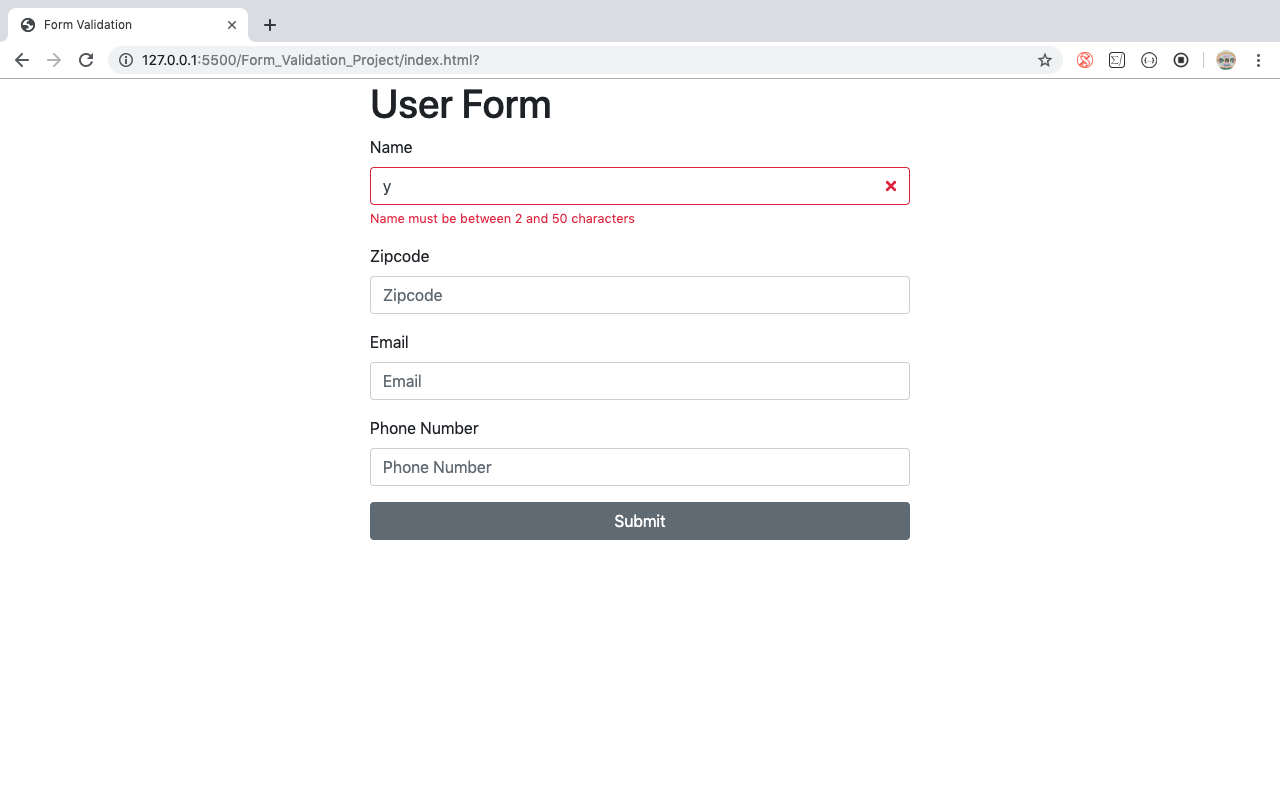 Form Validation
127.0.0.1:5500/Form_Validation_Project/index.html?
User Form
Name
y
Name must be between 2 and 50 characters
Zipcode
Zipcode
Email
Email
Phone Number
Phone Number
Submit